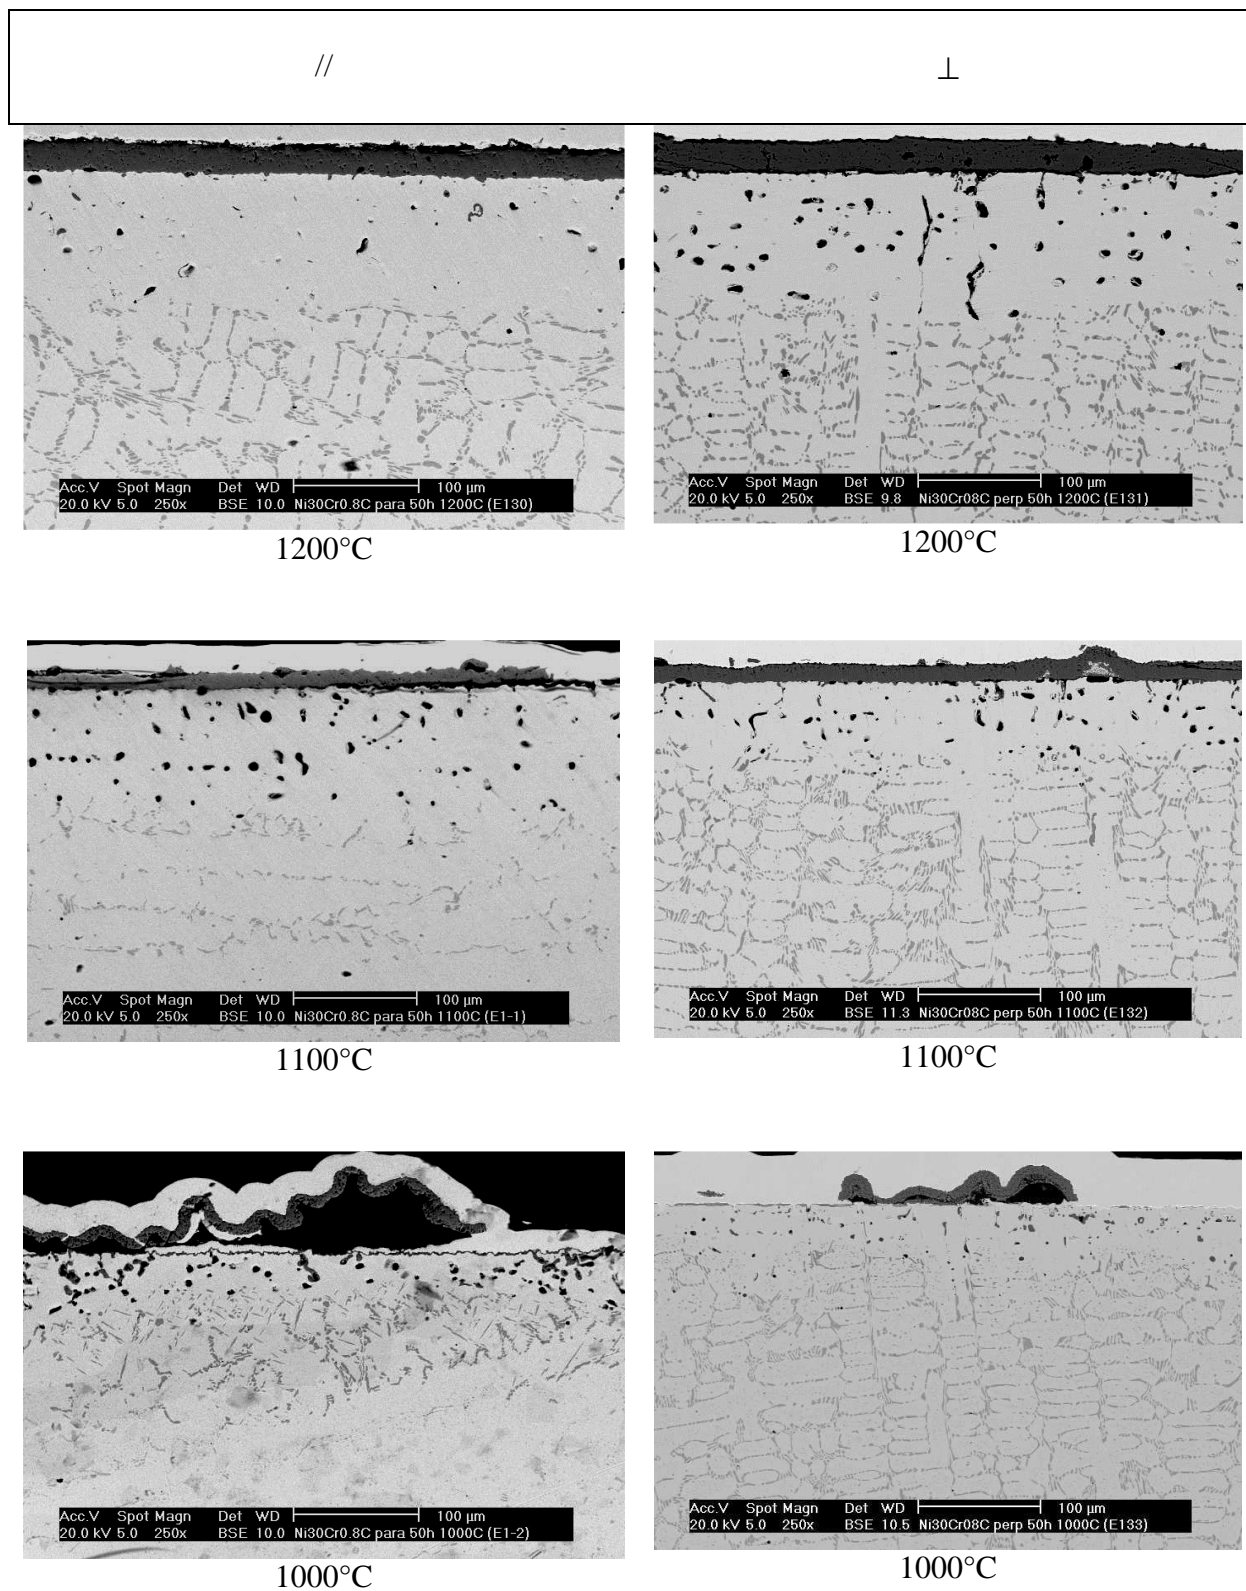 // ⊥
Acc.V Spot Magn Det WD 100 µm
20.0 kV 5.0 250x BSE 10.0 Ni30Cr0.8C para 50h 1200C (E130)
1200°C
Acc.V Spot Magn Det WD 100 µm
20.0 kV 5.0 250x BSE 9.8 Ni30Cr08C perp 50h 1200C (E131)
1200°C
Acc.V Spot Magn Det WD 100 µm
20.0 kV 5.0 250x BSE 10.0 Ni30Cr0.8C para 50h 1100C (E1-1)
1100°C
Acc.V Spot Magn Det WD 100 µm
20.0 kV 5.0 250x BSE 11.3 Ni30Cr08C perp 50h 1100C (E132)
1100°C
Acc.V Spot Magn Det WD 100 µm
20.0 kV 5.0 250x BSE 10.0 Ni30Cr0.8C para 50h 1000C (E1-2)
1000°C
Acc.V Spot Magn Det WD 100 µm
20.0 kV 5.0 250x BSE 10.5 Ni30Cr08C perp 50h 1000C (E133)
1000°C